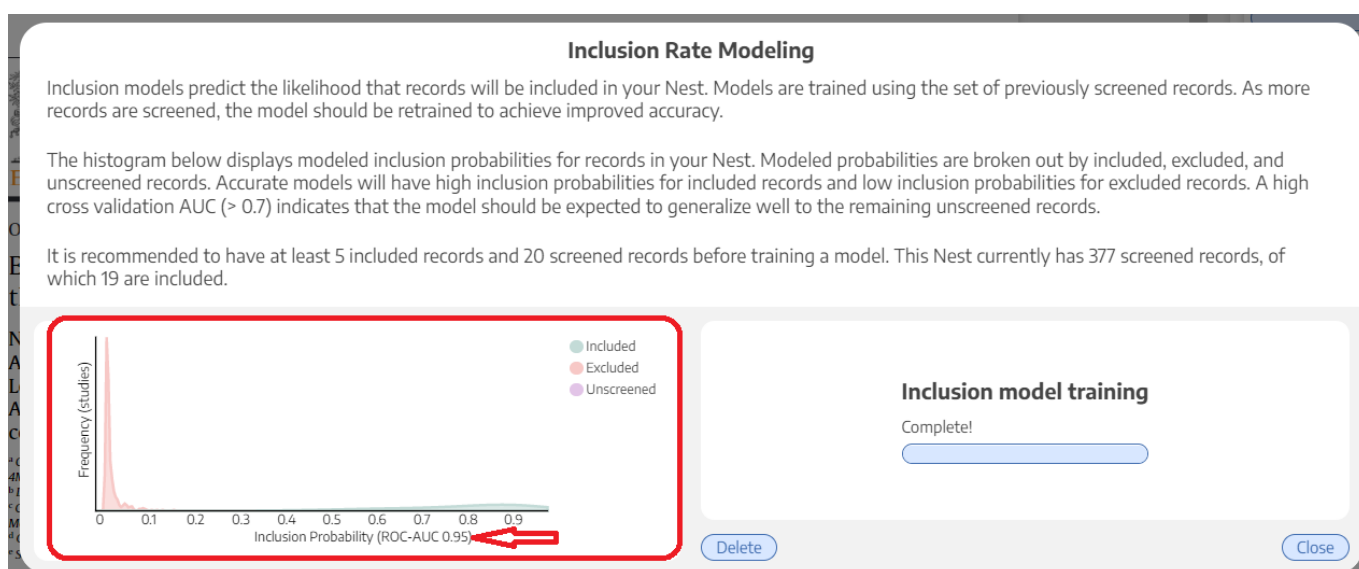 Inclusion Rate Modeling
Inclusion models predict the likelihood that records will be included in your Nest. Models are trained using the set of previously screened records. As more
records are screened, the model should be retrained to achieve improved accuracy.
The histogram below displays modeled inclusion probabilities for records in your Nest. Modeled probabilities are broken out by included, excluded, and
unscreened records. Accurate models will have high inclusion probabilities for included records and low inclusion probabilities for excluded records. A high
cross validation AUC (> 0.7) indicates that the model should be expected to generalize well to the remaining unscreened records.
It is recommended to have at least 5 included records and 20 screened records before training a model. This Nest currently has 377 screened records, of
which 19 are included.
Frequency (studies)
Included
Excluded
Unscreened
0 0.1 0.2 0.3 0.4 0.5 0.6 0.7 0.8 0.9
Inclusion Probability (ROC-AUC 0.95)
Inclusion model training
Complete!
Delete
Close